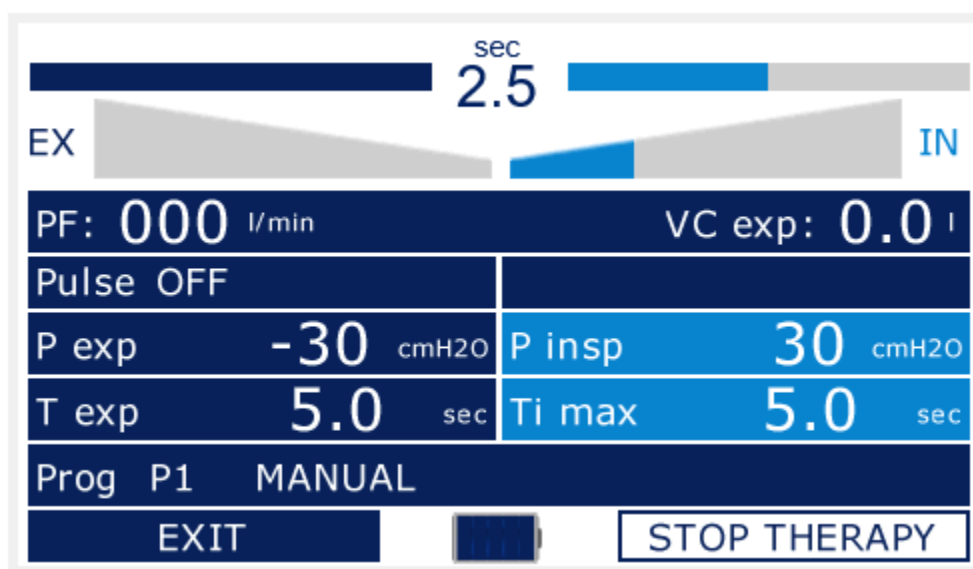 sec
2.5
EX IN
PF: 000 l/min VC exp: 0.0 l
Pulse OFF
P exp -30 cmH2O P insp 30 cmH2O
T exp 5.0 sec Ti max 5.0 sec
Prog P1 MANUAL
EXIT STOP THERAPY